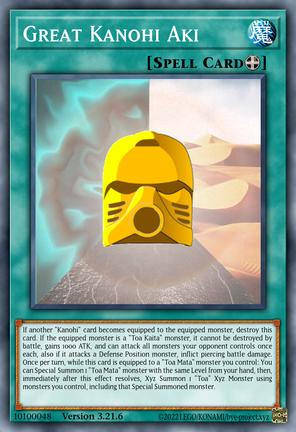 Great Kanohi Aki
魔
[Spell Card]
If another "Kanohi" card becomes equipped to the equipped monster, destroy this
card. If the equipped monster is a "Toa Kaita" monster, it cannot be destroyed by
battle, gains 1000 ATK, and can attack all monsters your opponent controls once
each, also if it attacks a Defense Position monster, inflict piercing battle damage.
Once per turn, while this card is equipped to a "Toa Mata" monster you control: You
can Special Summon 1 "Toa Mata" monster with the same Level from your hand, then,
immediately after this effect resolves, Xyz Summon 1 "Toa" Xyz Monster using
monsters you control, including that Special Summoned monster.
10100048 Version 3.21.6 ©2022 LEGO/KONAMI/bye-project.xyz